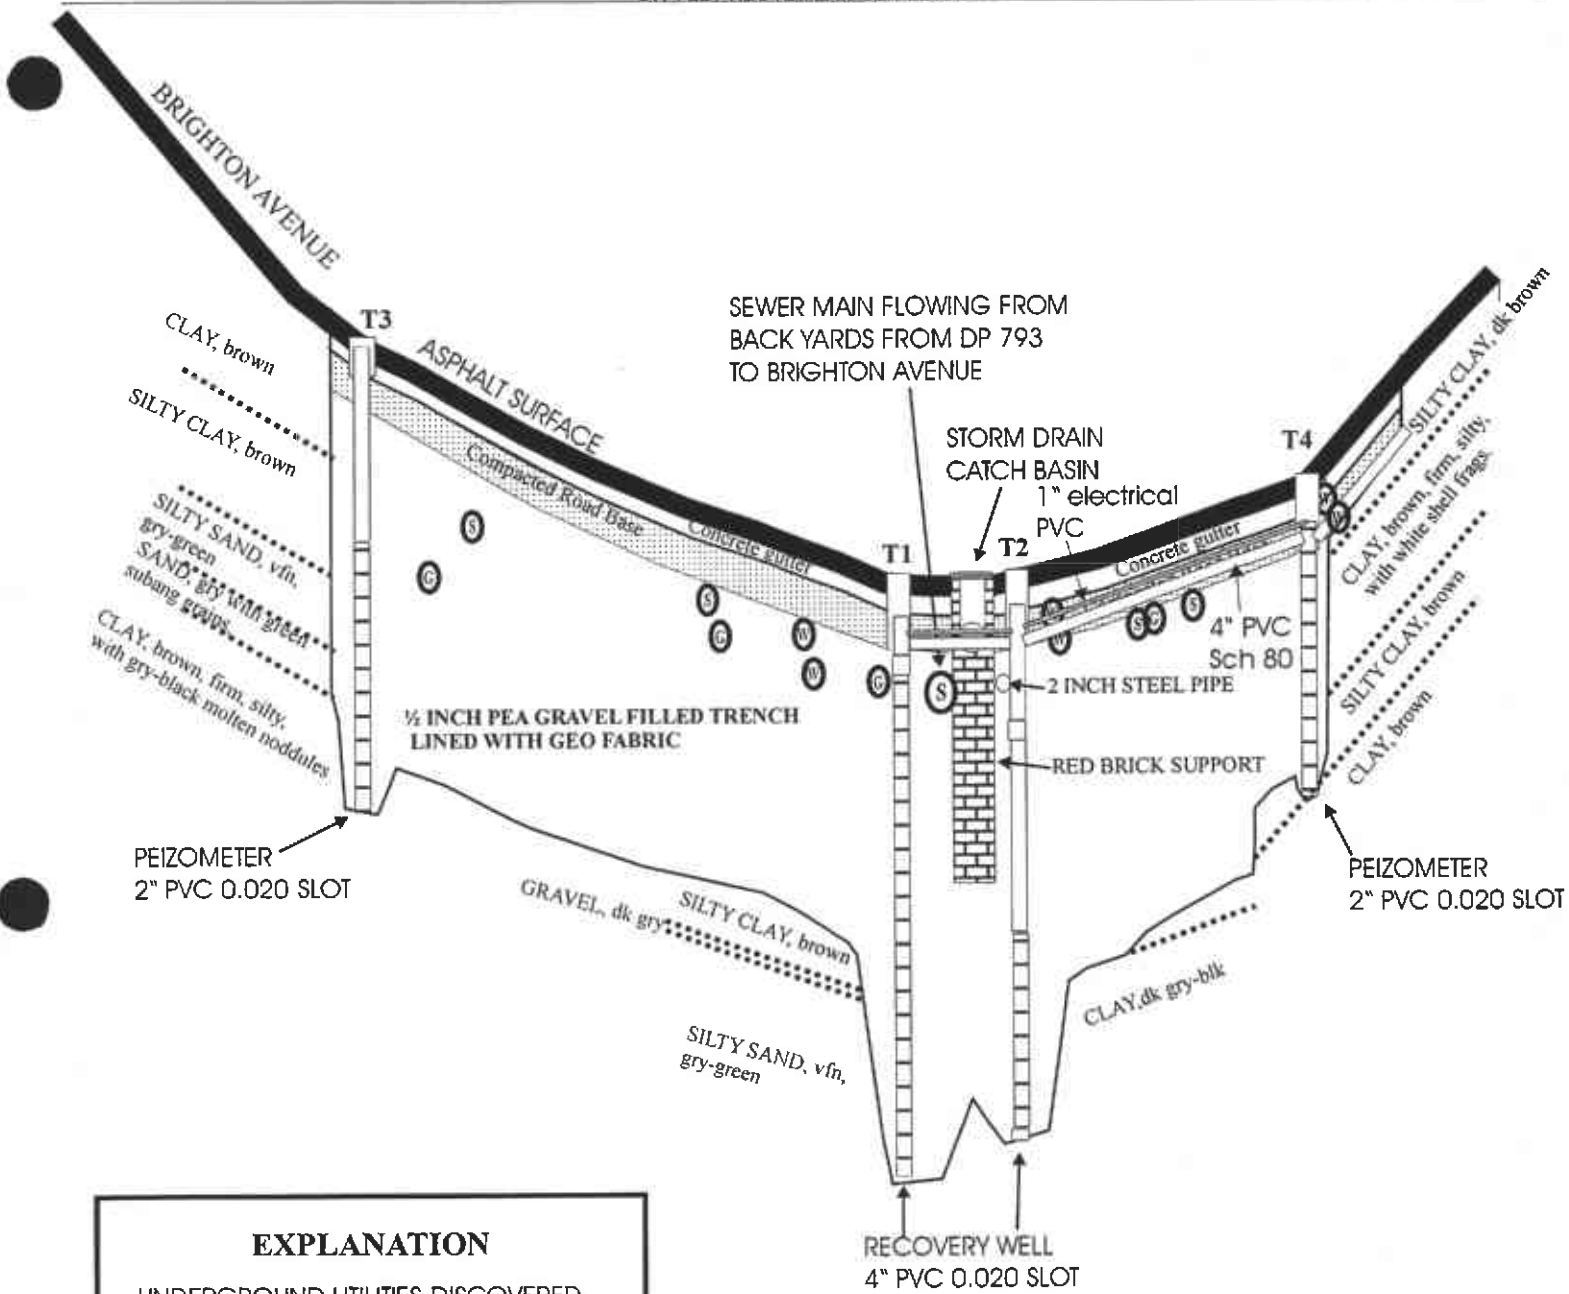 BRIGHTON AVENUE
T3
CLAY, brown
SILTY CLAY, brown
ASPHALT SURFACE
Compacted Road Base
Concrete gutter
SILTY SAND, vfn,
gry-green
SAND, gry with green
subang grains
CLAY, brown, firm, silty,
with gry-black molten noddules
SEWER MAIN FLOWING FROM
BACK YARDS FROM DP 793
TO BRIGHTON AVENUE
STORM DRAIN
CATCH BASIN
1" electrical
PVC
T1
T2
T4
Concrete gutter
SILTY CLAY, dk brown
CLAY, brown, firm, silty,
with white shell frags.
SILTY CLAY, brown
CLAY, brown
S
G
S
G
W
W
G
S
W
S
G
S
4" PVC
Sch 80
2 INCH STEEL PIPE
½ INCH PEA GRAVEL FILLED TRENCH
LINED WITH GEO FABRIC
RED BRICK SUPPORT
PEIZOMETER
2" PVC 0.020 SLOT
PEIZOMETER
2" PVC 0.020 SLOT
GRAVEL, dk gry
SILTY CLAY, brown
SILTY SAND, vfn,
gry-green
CLAY,dk gry-blk
RECOVERY WELL
4" PVC 0.020 SLOT
EXPLANATION
UNDERGROUND UTILITIES DISCOVERED